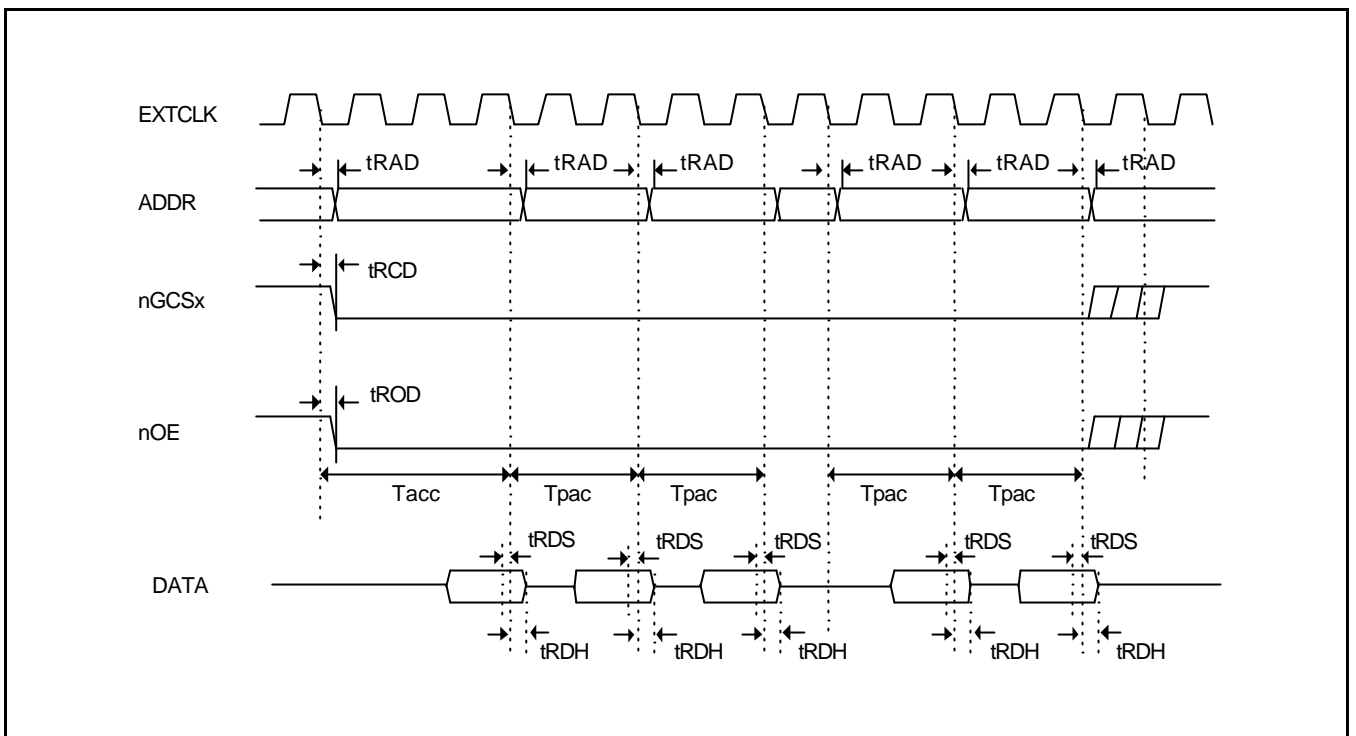 EXTCLK
tRAD tRAD tRAD tRAD tRAD tRAD
ADDR
tRCD
nGCSx
tROD
nOE
Tacc Tpac Tpac Tpac Tpac
tRDS tRDS tRDS tRDS tRDS
DATA
tRDH tRDH tRDH tRDH tRDH